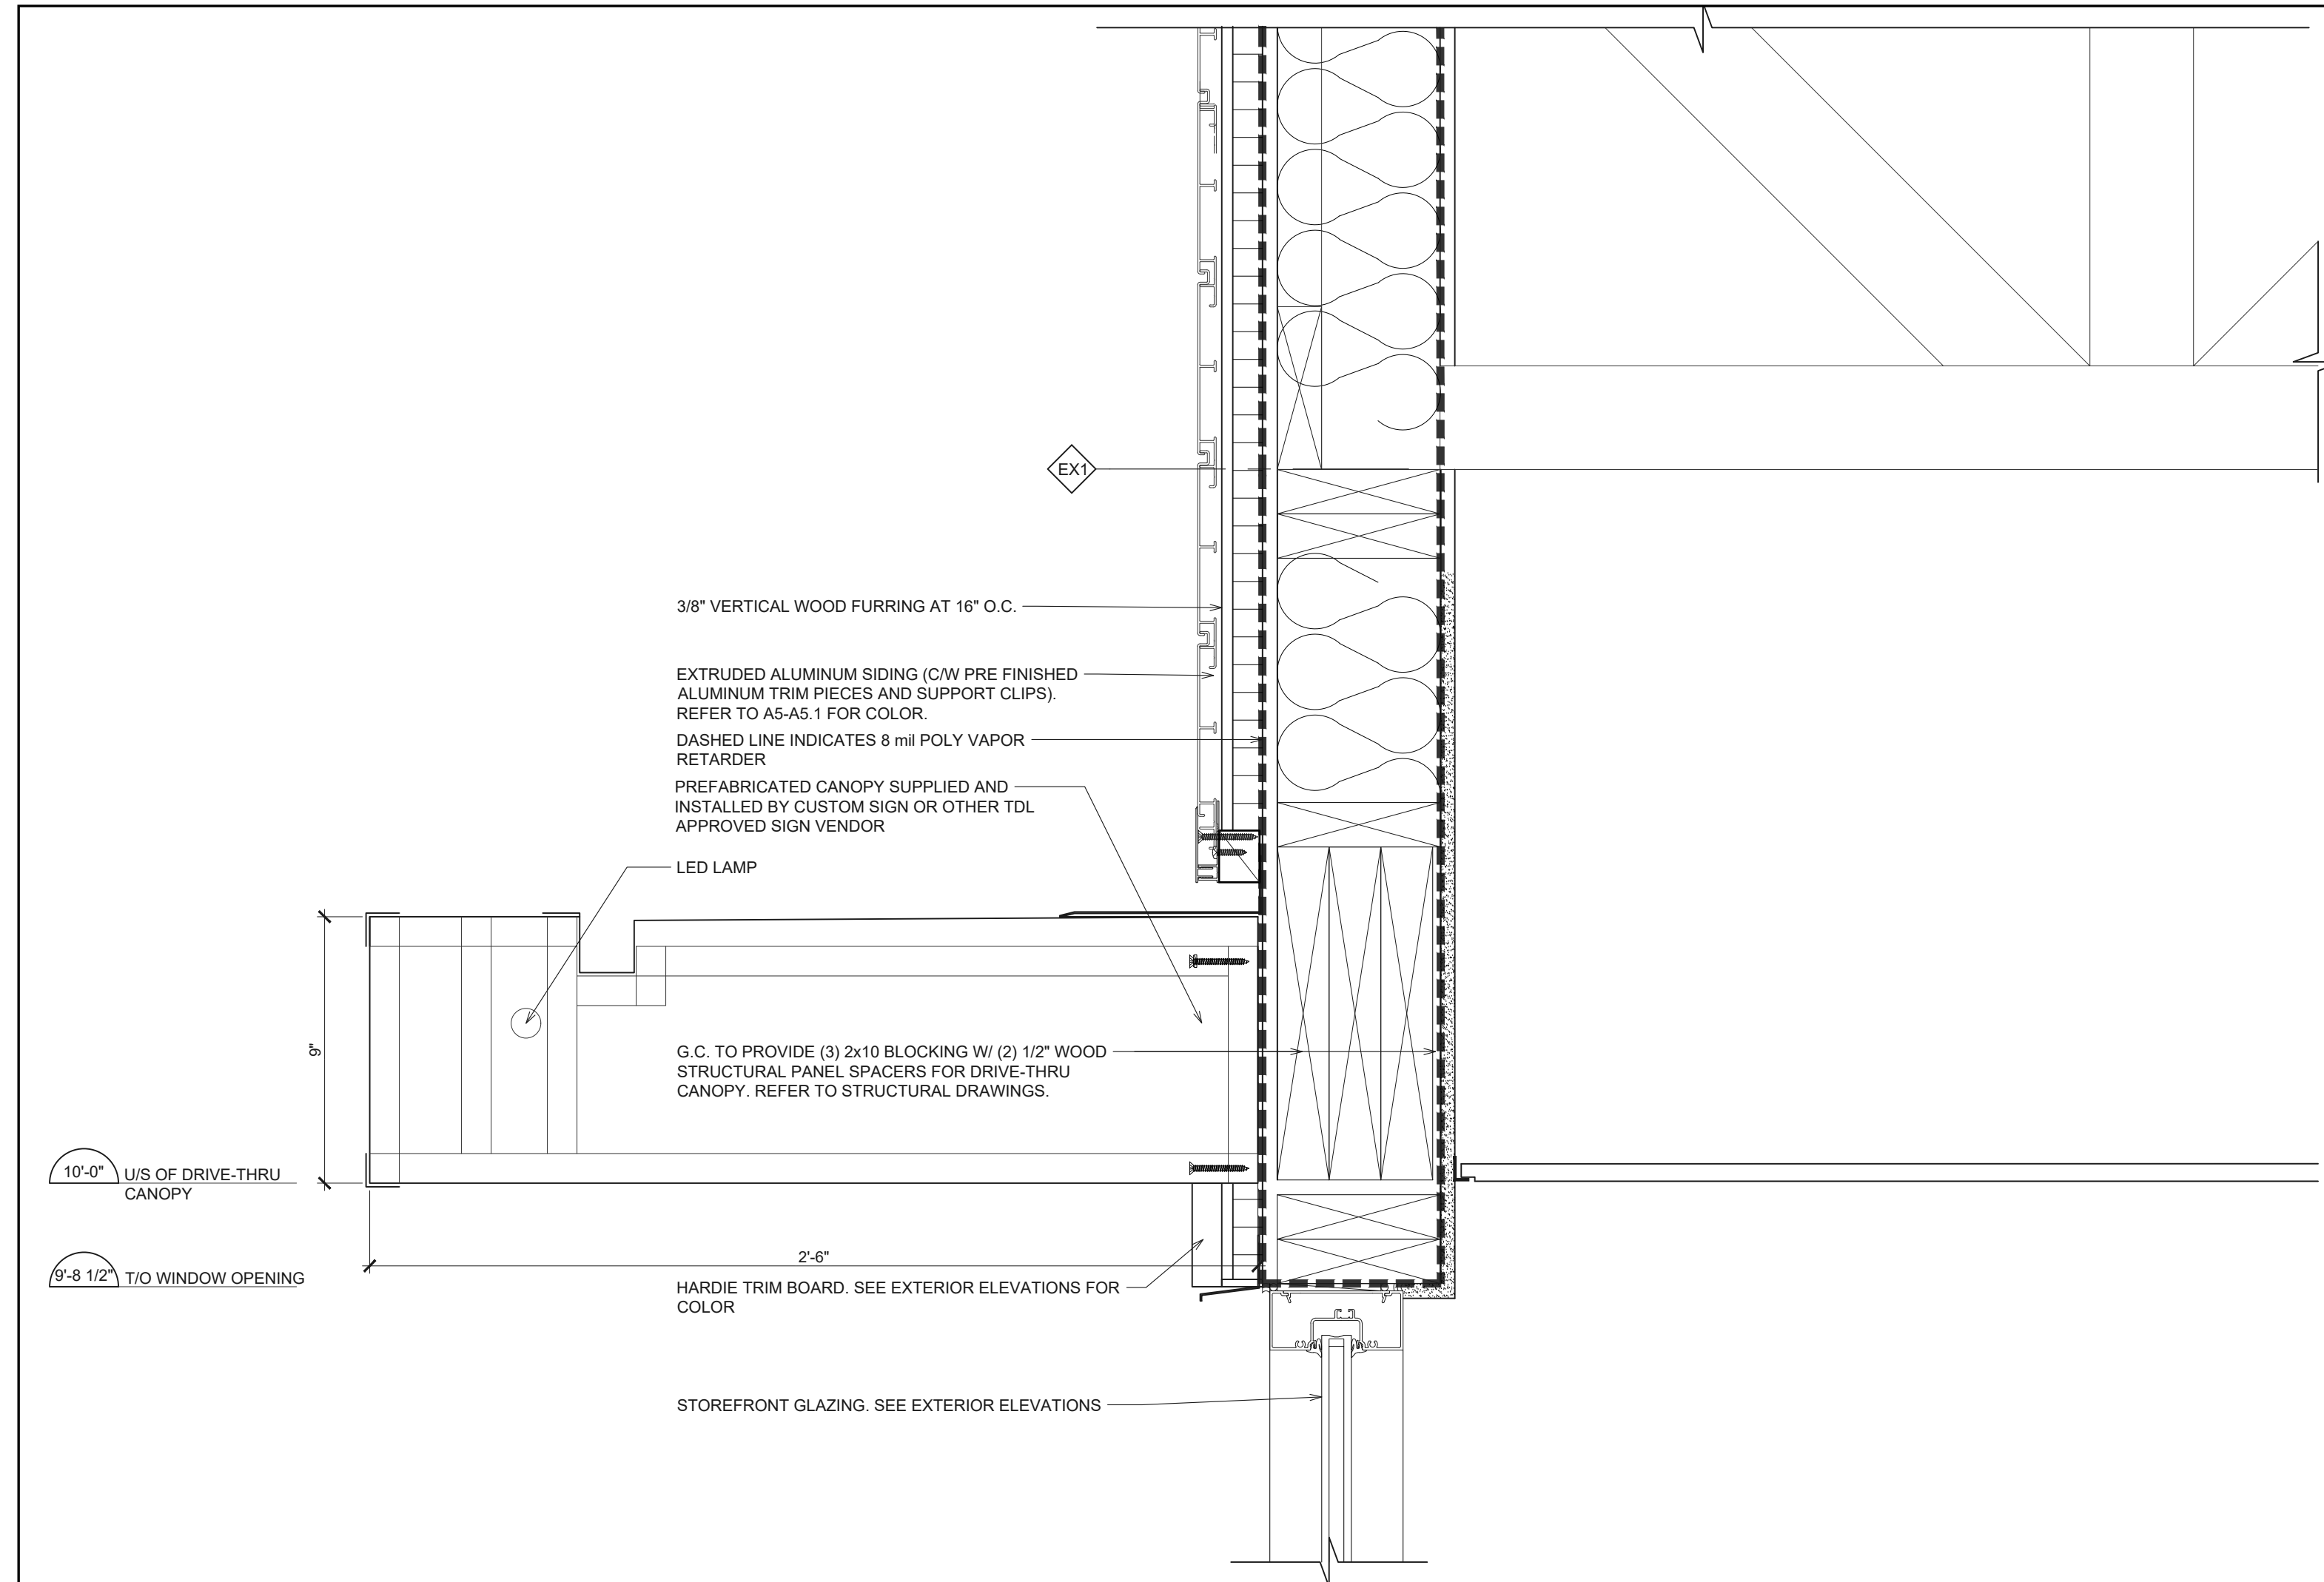 EX1
3/8" VERTICAL WOOD FURRING AT 16" O.C.
EXTRUDED ALUMINUM SIDING (C/W PRE FINISHED
ALUMINUM TRIM PIECES AND SUPPORT CLIPS).
REFER TO A5-A5.1 FOR COLOR.
DASHED LINE INDICATES 8 mil POLY VAPOR
RETARDER
PREFABRICATED CANOPY SUPPLIED AND
INSTALLED BY CUSTOM SIGN OR OTHER TDL
APPROVED SIGN VENDOR
LED LAMP
9"
G.C. TO PROVIDE (3) 2x10 BLOCKING W/ (2) 1/2" WOOD
STRUCTURAL PANEL SPACERS FOR DRIVE-THRU
CANOPY. REFER TO STRUCTURAL DRAWINGS.
10'-0" U/S OF DRIVE-THRU
CANOPY
2'-6"
9'-8 1/2" T/O WINDOW OPENING
HARDIE TRIM BOARD. SEE EXTERIOR ELEVATIONS FOR
COLOR
STOREFRONT GLAZING. SEE EXTERIOR ELEVATIONS